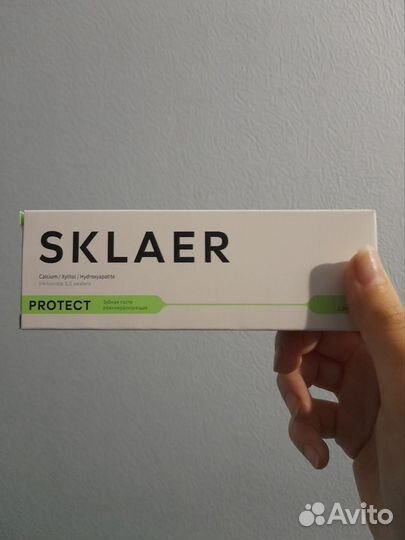 SKLAER
Calcium / Xylitol / Hydroxyapatite
PROTECT
Зубная паста
реминерализующая
Avito